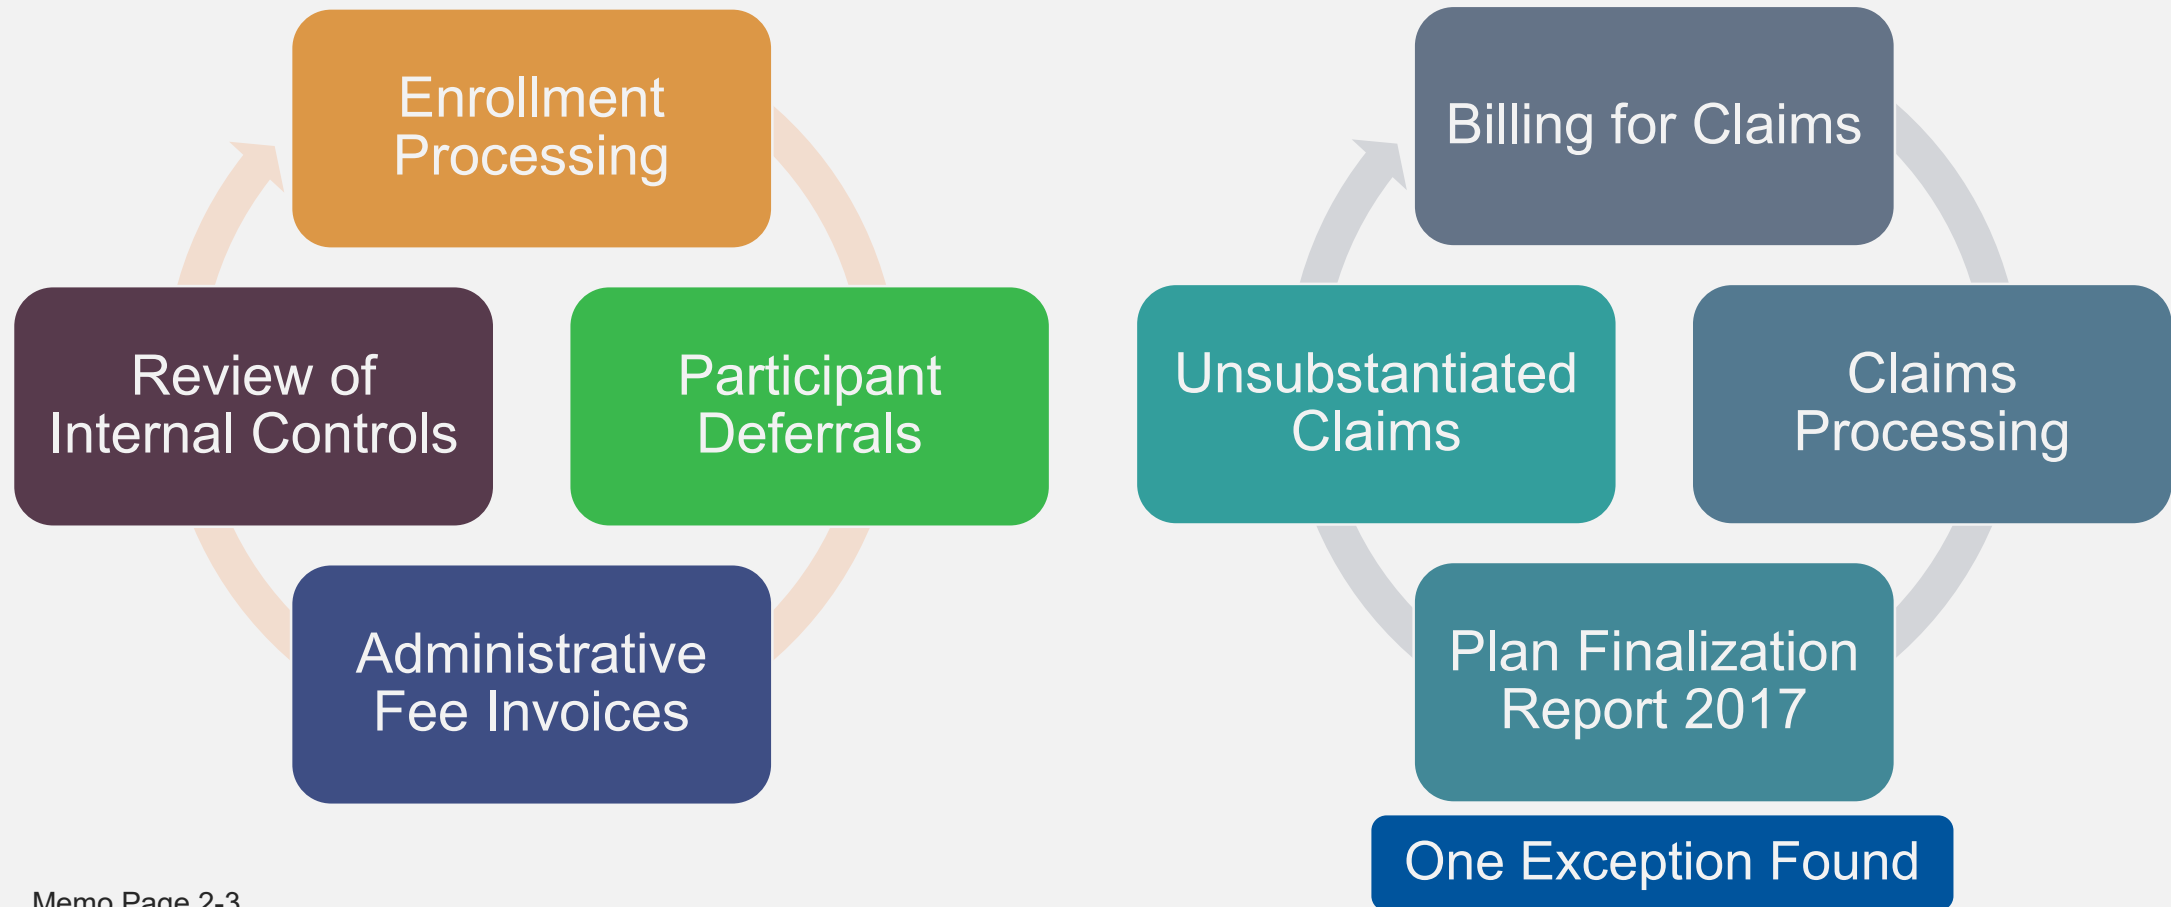 Enrollment
Processing
Participant
Deferrals
Administrative
Fee Invoices
Review of
Internal Controls
Billing for Claims
Claims
Processing
Plan Finalization
Report 2017
One Exception Found
Unsubstantiated
Claims
Memo Page 2-3